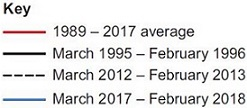 Key
1989 – 2017 average
March 1995 – February 1996
March 2012 – February 2013
March 2017 – February 2018